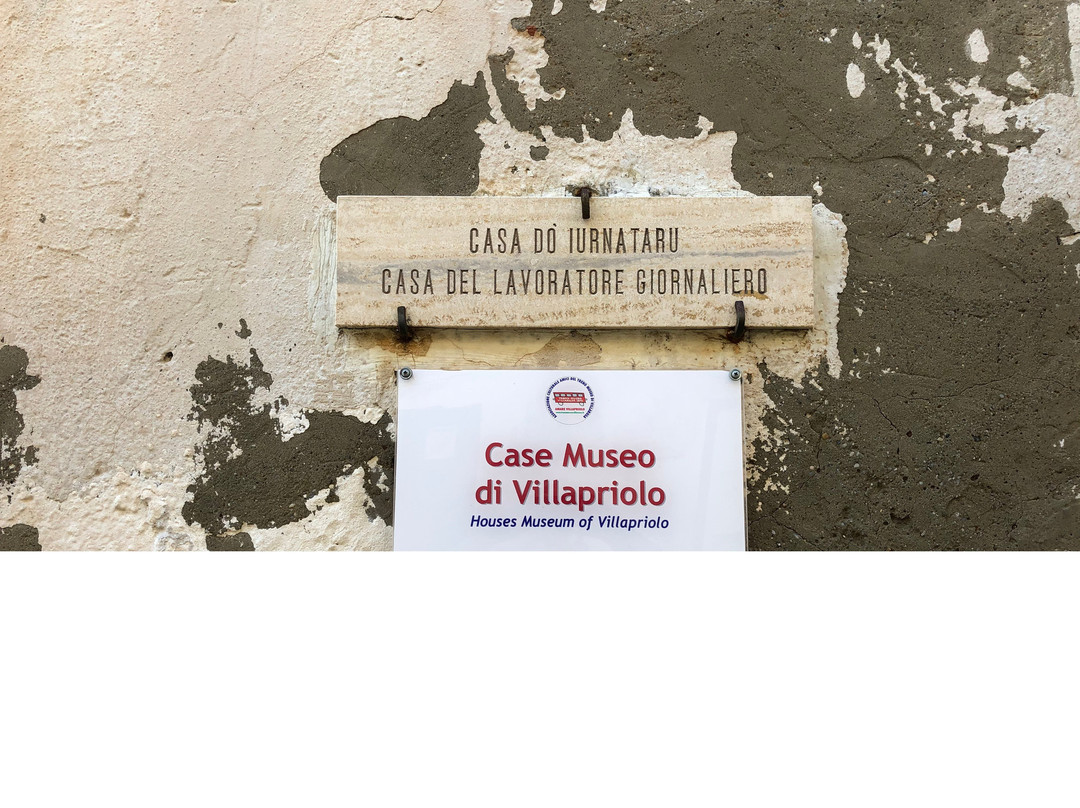 CASA DÒ IURNATARU
CASA DEL LAVORATORE GIORNALIERO
Case Museo
di Villapriolo
Houses Museum of Villapriolo